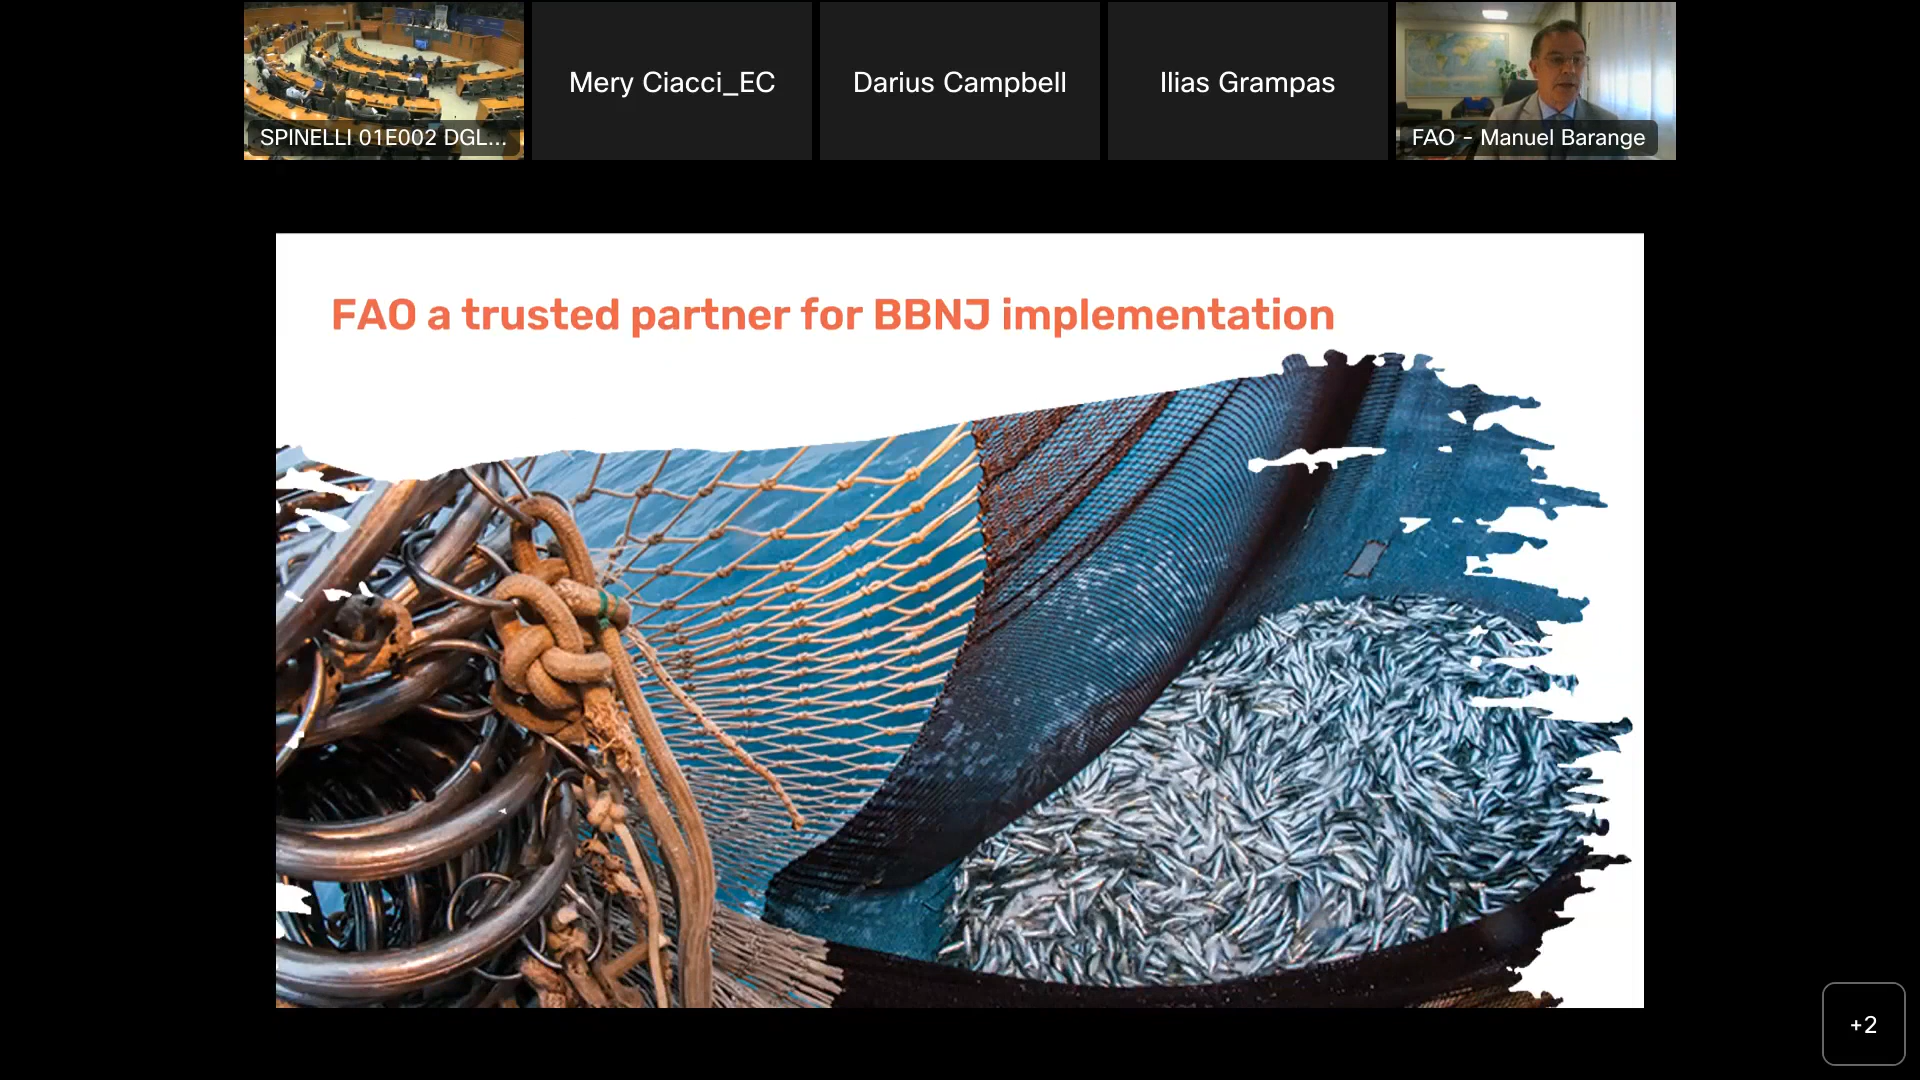 SPINELLI 01E002 DGL...
Mery Ciacci_EC
Darius Campbell
Ilias Grampas
FAO - Manuel Barange
FAO a trusted partner for BBNJ implementation
+2